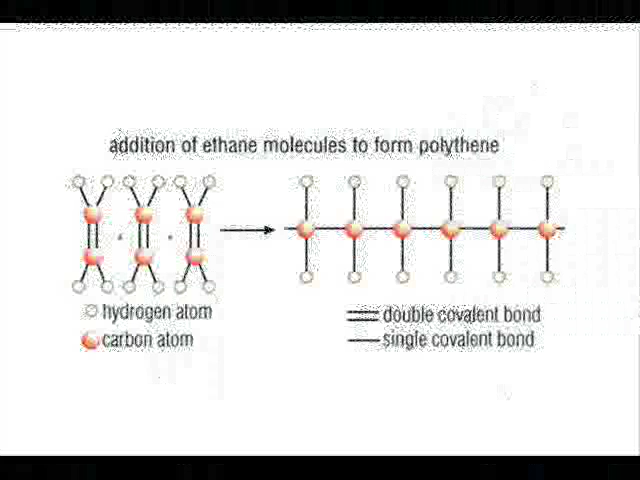 addition of ethane molecules to form polythene
hydrogen atom
carbon atom
double covalent bond
single covalent bond